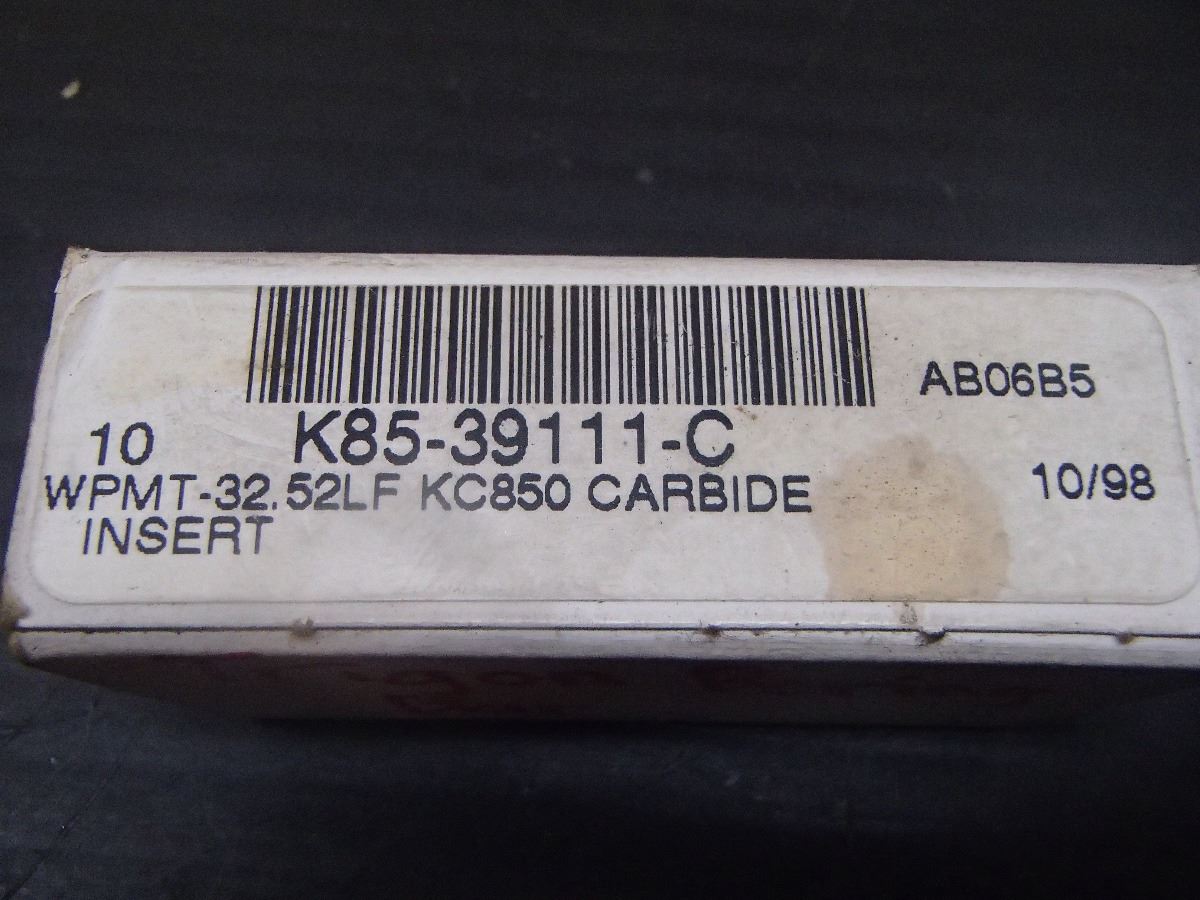 AB06B5
10 K85-39111-C
WPMT-32.52LF KC850 CARBIDE 10/98
INSERT